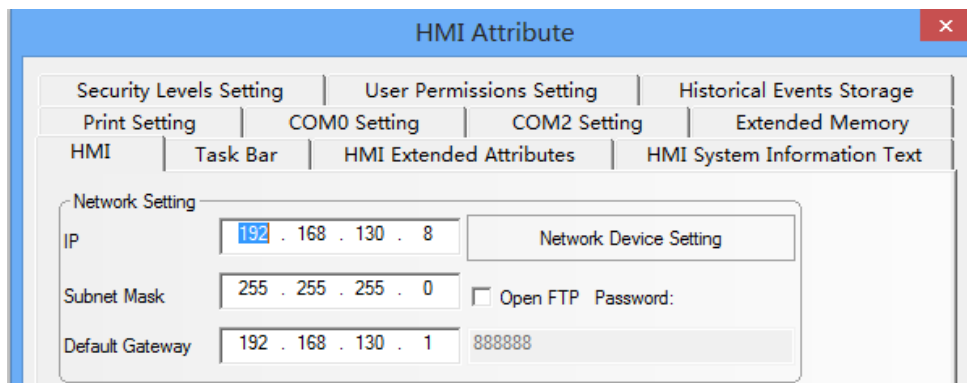 HMI Attribute
Security Levels Setting User Permissions Setting Historical Events Storage
Print Setting COM0 Setting COM2 Setting Extended Memory
HMI Task Bar HMI Extended Attributes HMI System Information Text
Network Setting
IP 192 . 168 . 130 . 8 Network Device Setting
Subnet Mask 255 . 255 . 255 . 0 Open FTP Password:
Default Gateway 192 . 168 . 130 . 1 888888